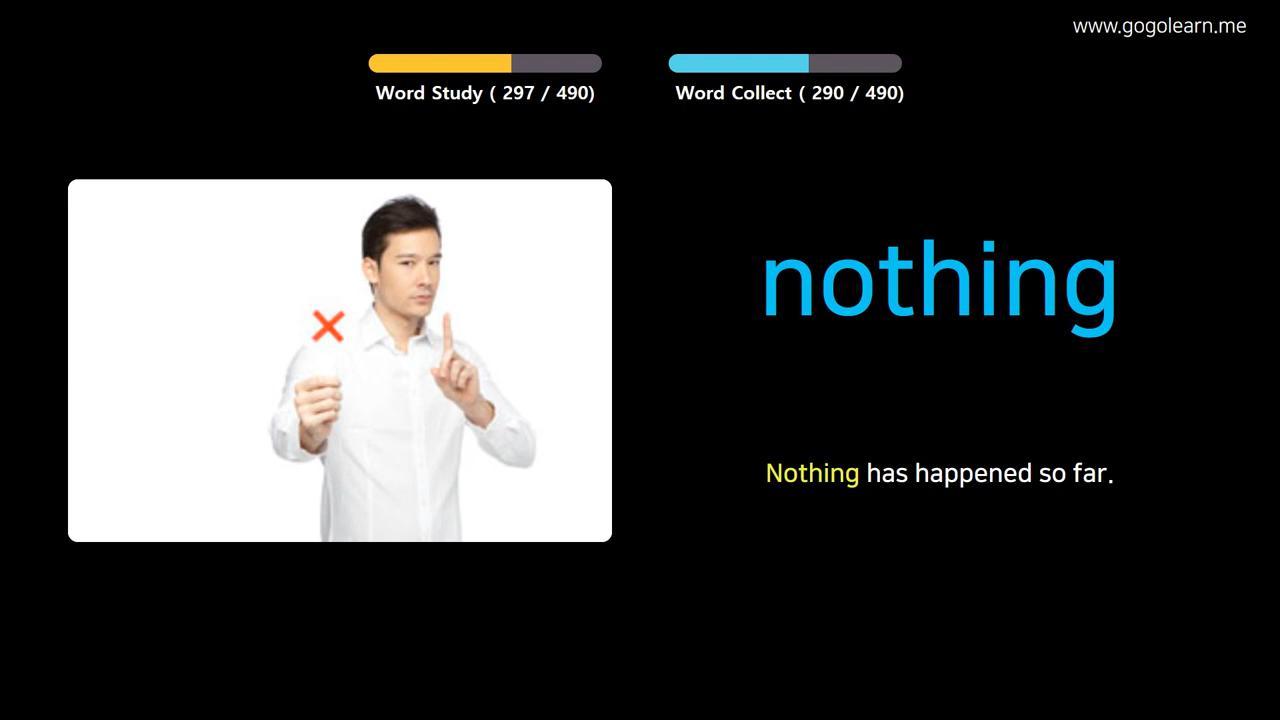 www.gogolearn.me
Word Study ( 297 / 490)
Word Collect ( 290 / 490)
nothing
Nothing has happened so far.